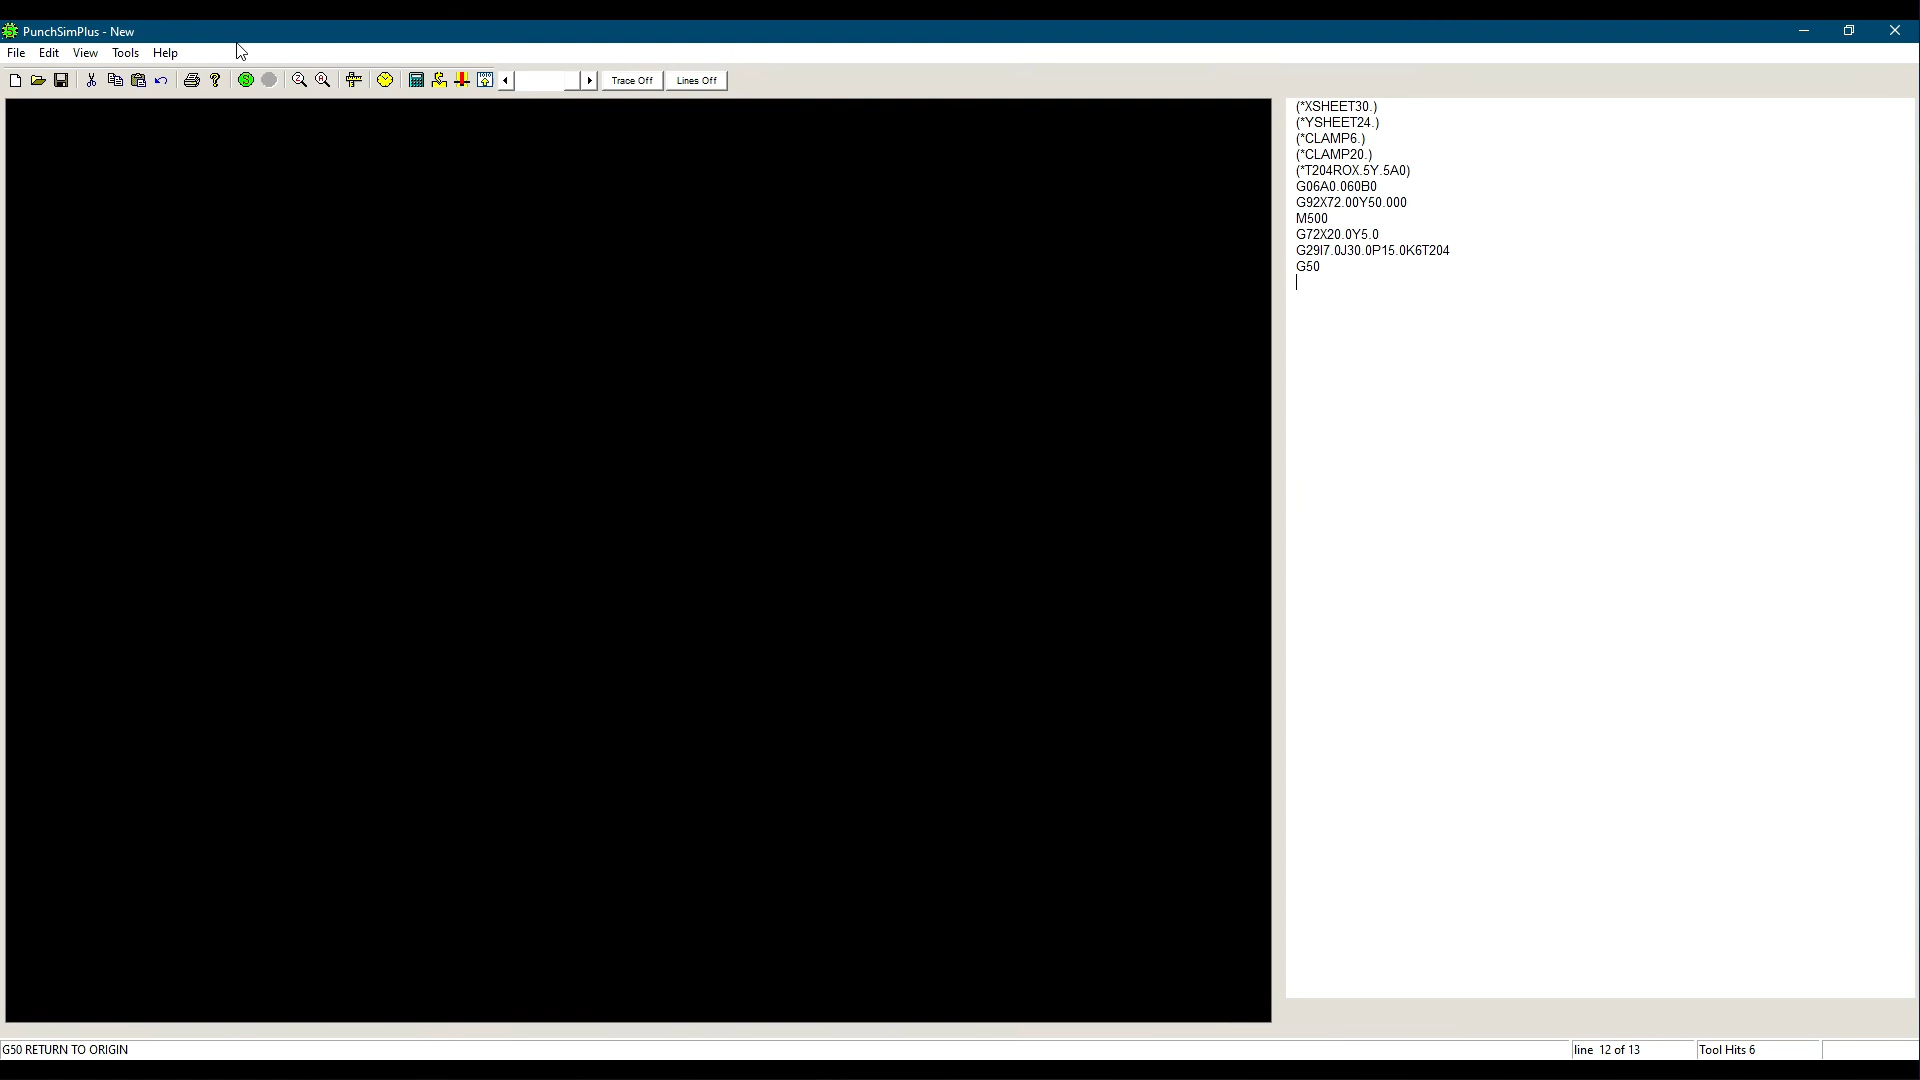 PunchSimPlus - New
File Edit View Tools Help
Trace Off Lines Off
(*XSHEET30.)
(*YSHEET24.)
(*CLAMP6.)
(*CLAMP20.)
(*T204ROX.5Y.5A0)
G06A0.060B0
G92X72.00Y50.000
M500
G72X20.0Y5.0
G29I7.0J30.0P15.0K6T204
G50
G50 RETURN TO ORIGIN
line 12 of 13
Tool Hits 6